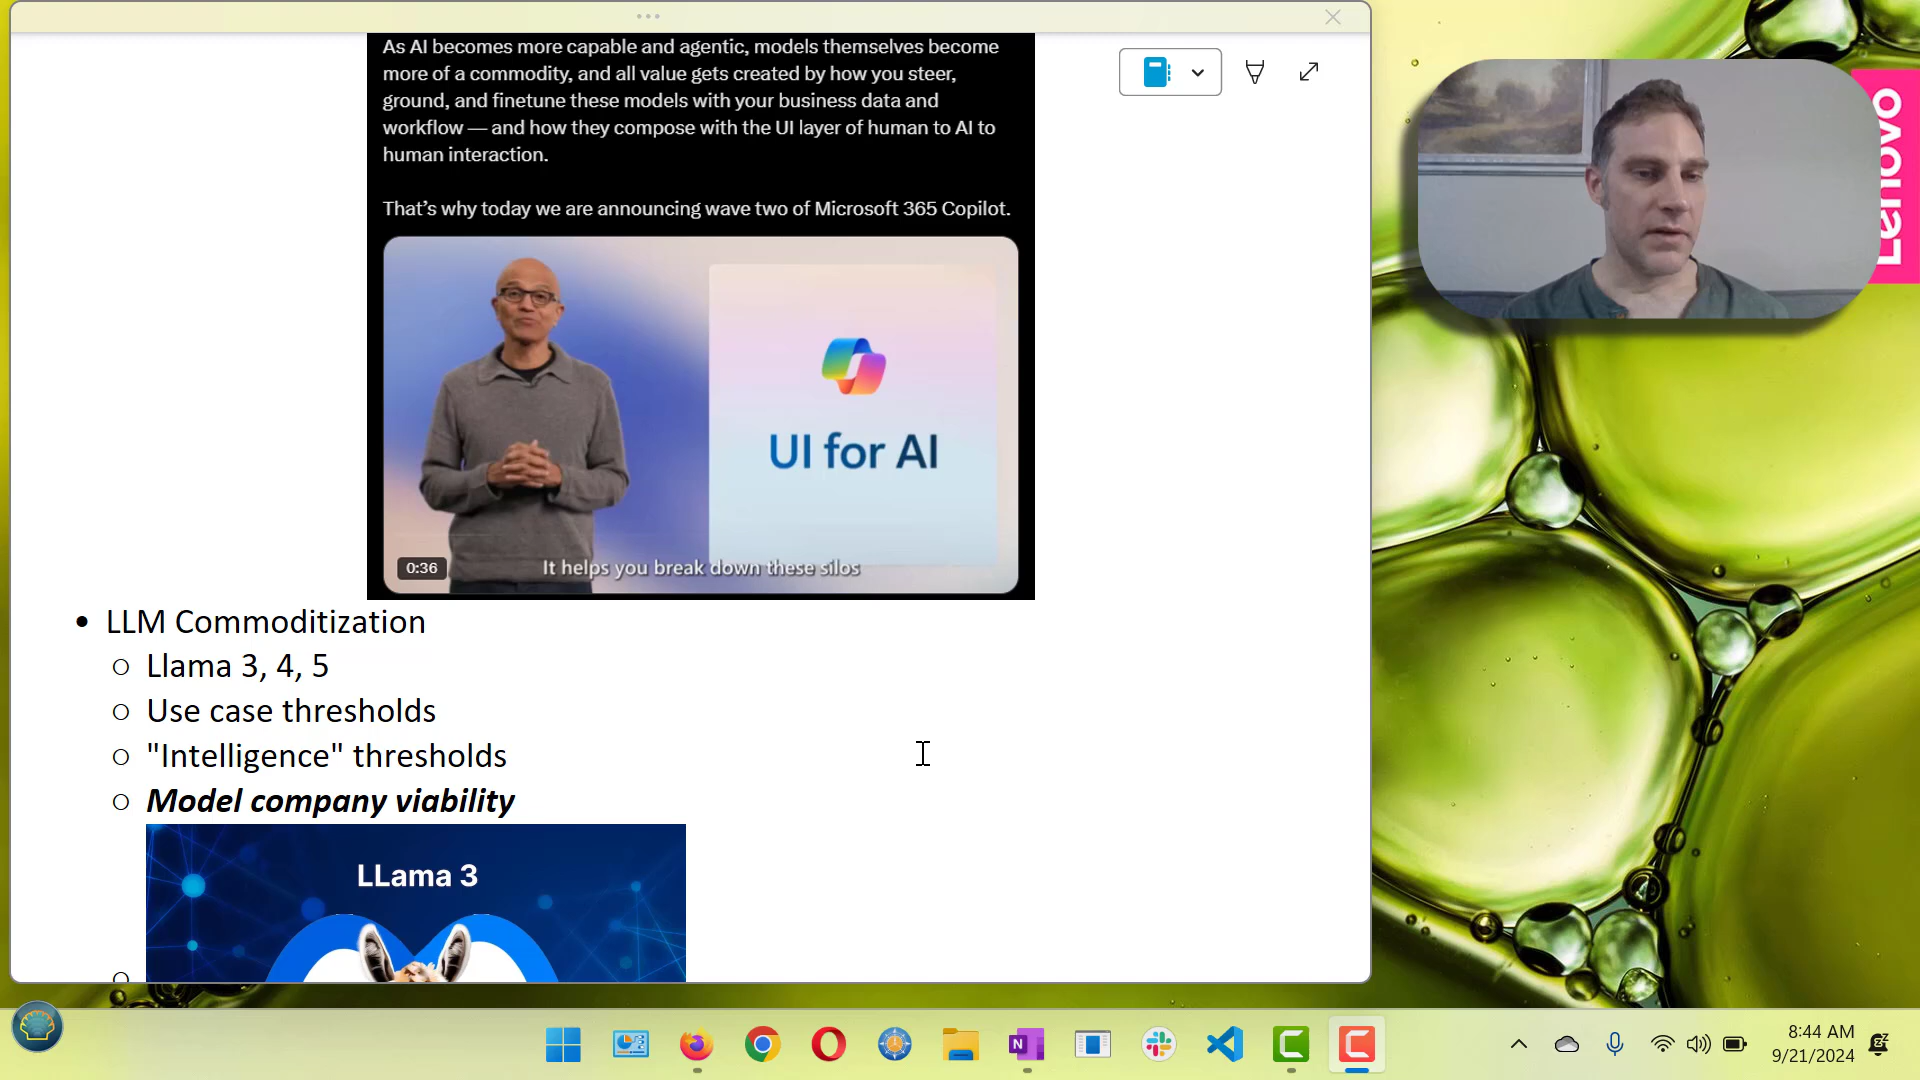 As AI becomes more capable and agentic, models themselves become
more of a commodity, and all value gets created by how you steer,
ground, and finetune these models with your business data and
workflow — and how they compose with the UI layer of human to AI to
human interaction.
That's why today we are announcing wave two of Microsoft 365 Copilot.
UI for AI
0:36
It helps you break down these silos
Lenovo
• LLM Commoditization
○ Llama 3, 4, 5
○ Use case thresholds
○ "Intelligence" thresholds
○ Model company viability
LLama 3
8:44 AM
9/21/2024